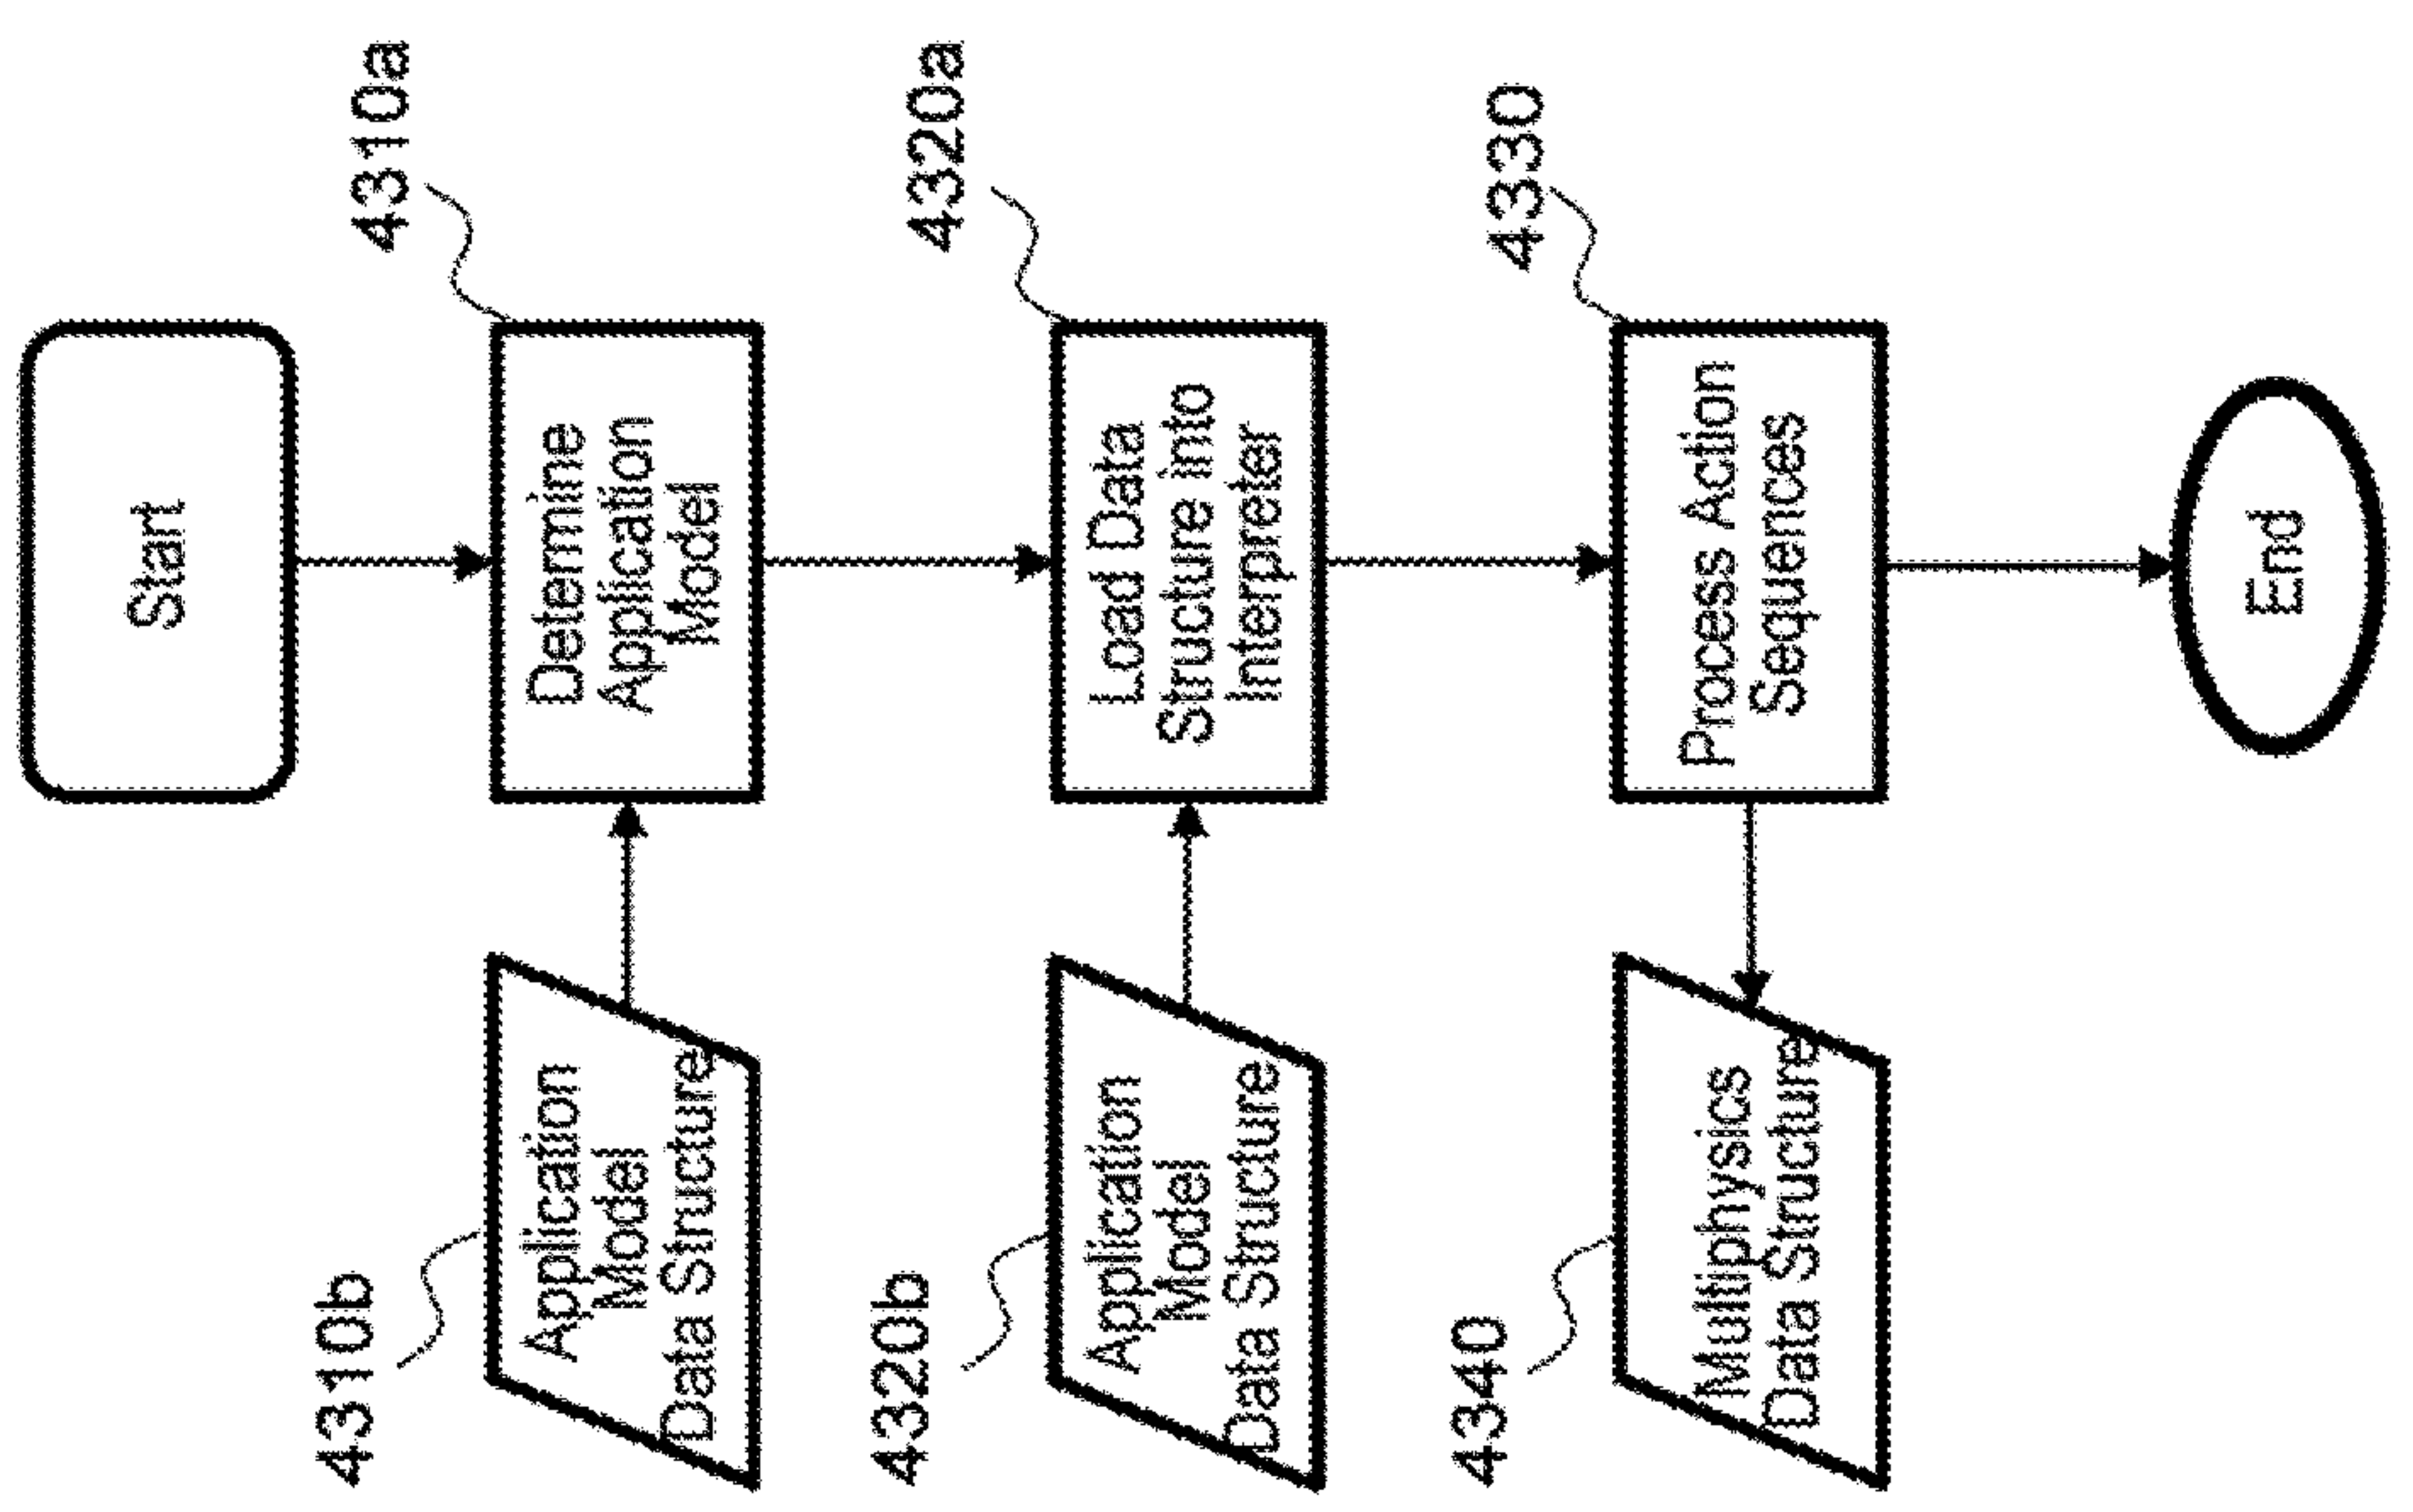 Start
4310a
Determine
Application
Model
4310b
Application
Model
Data Structure
4320a
Load Data
Structure into
Interpreter
4320b
Application
Model
Data Structure
4330
Process Action
Sequences
4340
Multiphysics
Data Structure
End